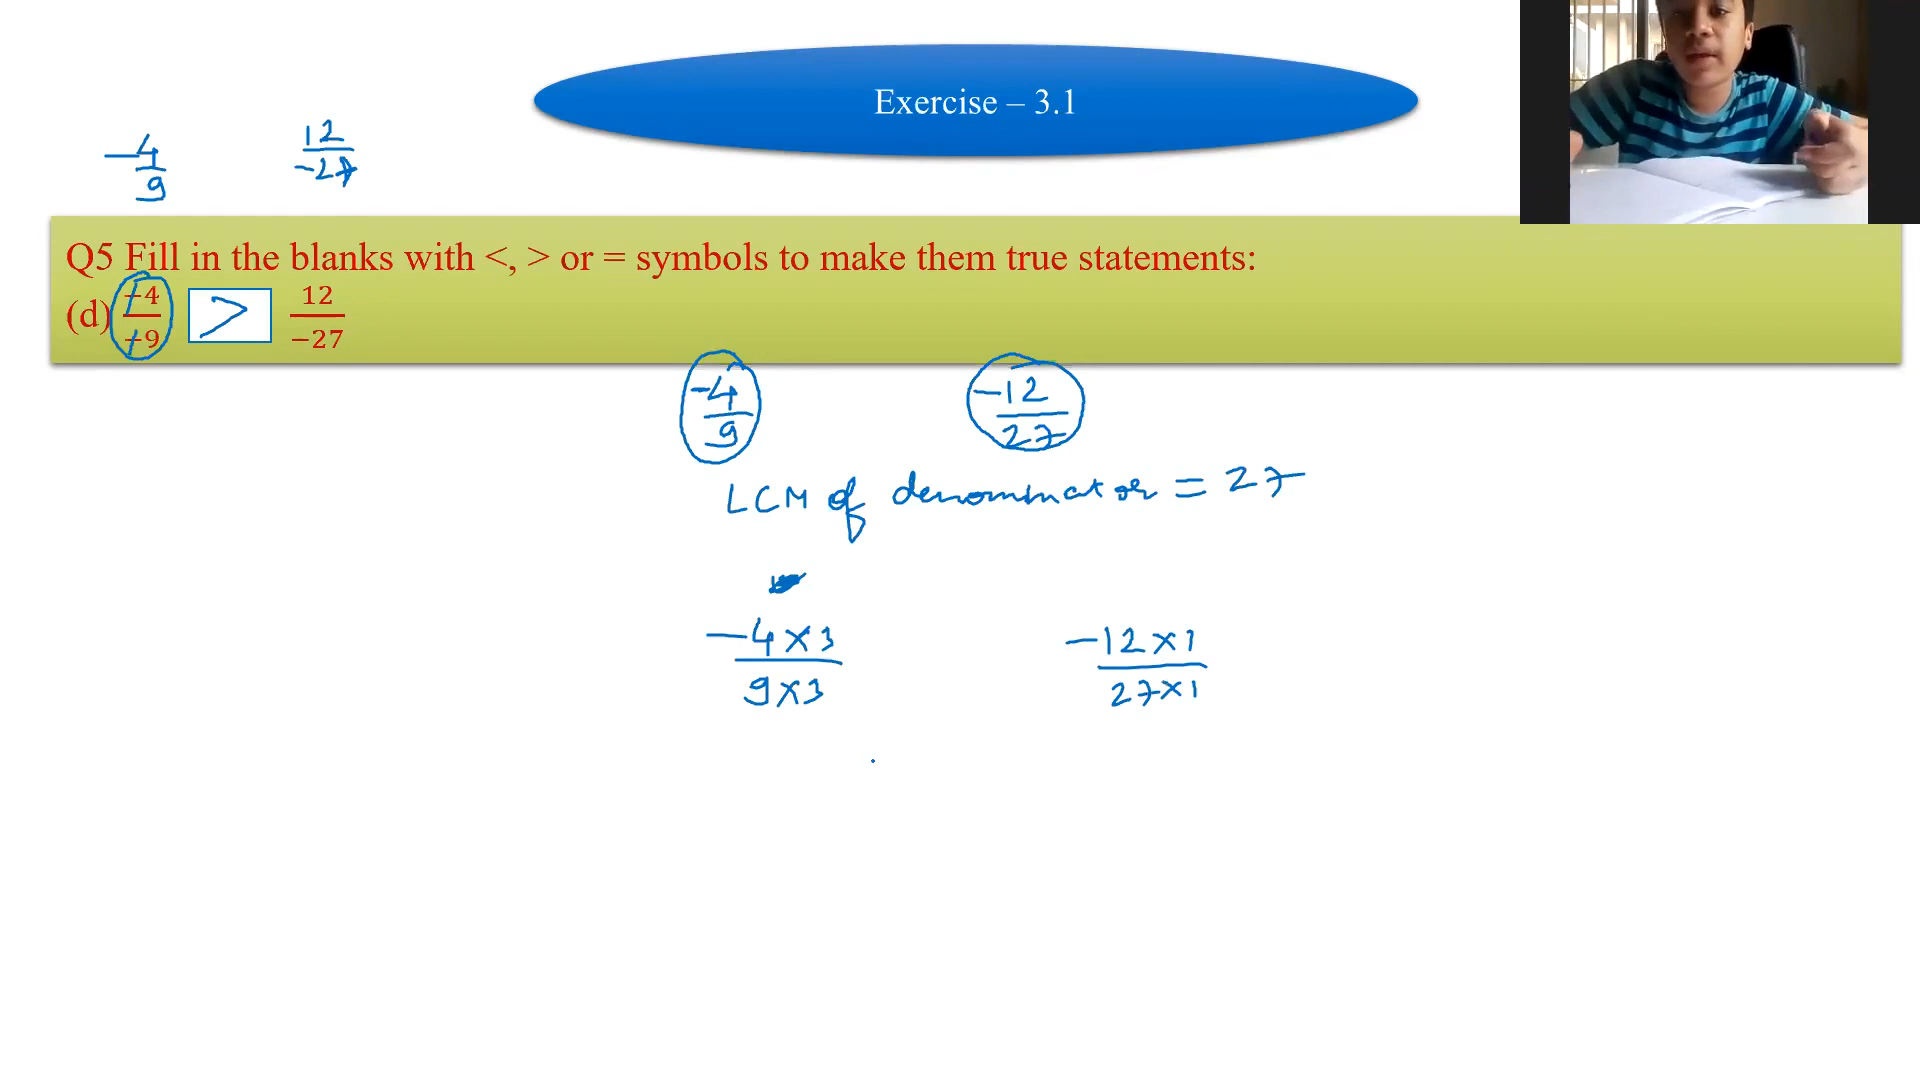 Exercise – 3.1
-4/9 12/-27
Q5 Fill in the blanks with <, > or = symbols to make them true statements:
(d) -4/-9 > 12/-27
-4/9 -12/27
LCM of denominator = 27
-4×3/9×3 -12×1/27×1